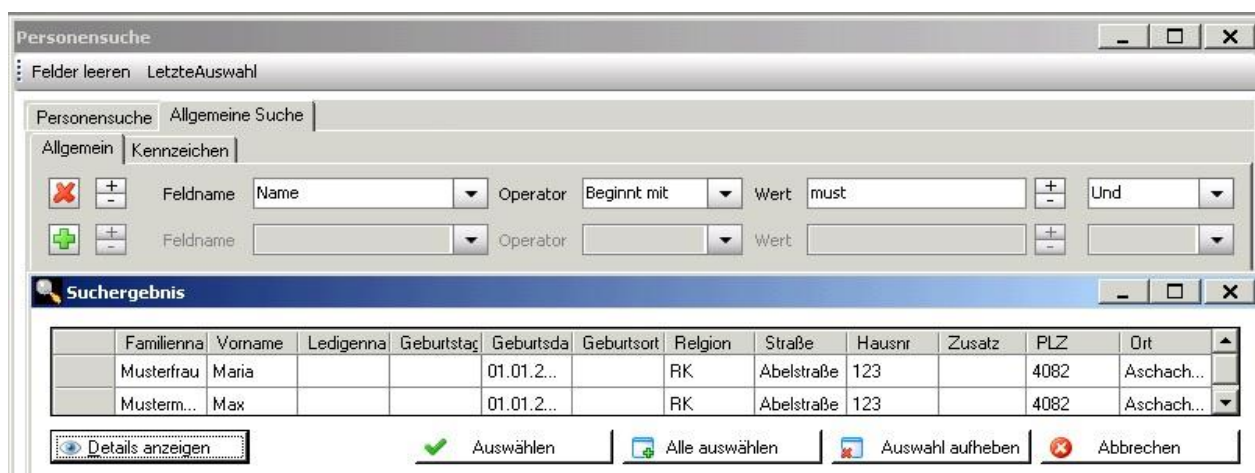 Personensuche
Felder leeren LetzteAuswahl
Personensuche Allgemeine Suche
Allgemein Kennzeichen
+ - Feldname Name Operator Beginnt mit Wert must + - Und
+ - Feldname Operator Wert + -
Suchergebnis
Familienna Vorname Ledigenna Geburtstag Geburtsda Geburtsort Relgion Straße Hausnr Zusatz PLZ Ort
Musterfrau Maria 01.01.2... RK Abelstraße 123 4082 Aschach...
Musterm... Max 01.01.2... RK Abelstraße 123 4082 Aschach...
Details anzeigen Auswählen Alle auswählen Auswahl aufheben Abbrechen